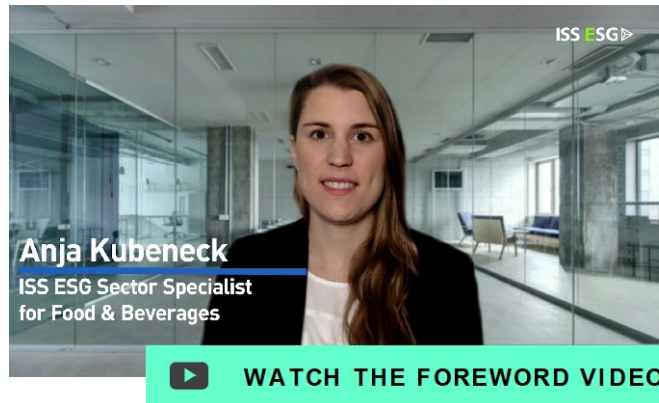 ISS ESG
Anja Kubeneck
ISS ESG Sector Specialist
for Food & Beverages
WATCH THE FOREWORD VIDEO